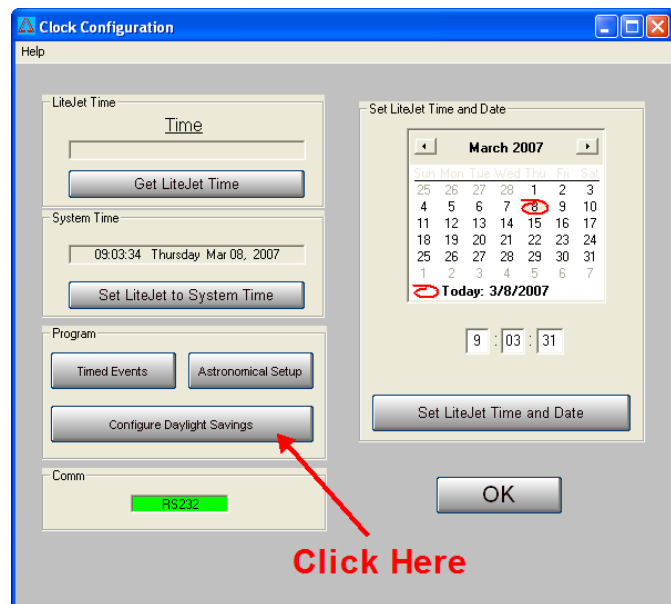 Clock Configuration
Help
LiteJet Time
Time
Get LiteJet Time
System Time
09:03:34 Thursday Mar 08, 2007
Set LiteJet to System Time
Program
Timed Events
Astronomical Setup
Configure Daylight Savings
Comm
RS232
Set LiteJet Time and Date
March 2007
Sun Mon Tue Wed Thu Fri Sat
25 26 27 28 1 2 3
4 5 6 7 8 9 10
11 12 13 14 15 16 17
18 19 20 21 22 23 24
25 26 27 28 29 30 31
1 2 3 4 5 6 7
Today: 3/8/2007
9 : 03 : 31
Set LiteJet Time and Date
OK
Click Here